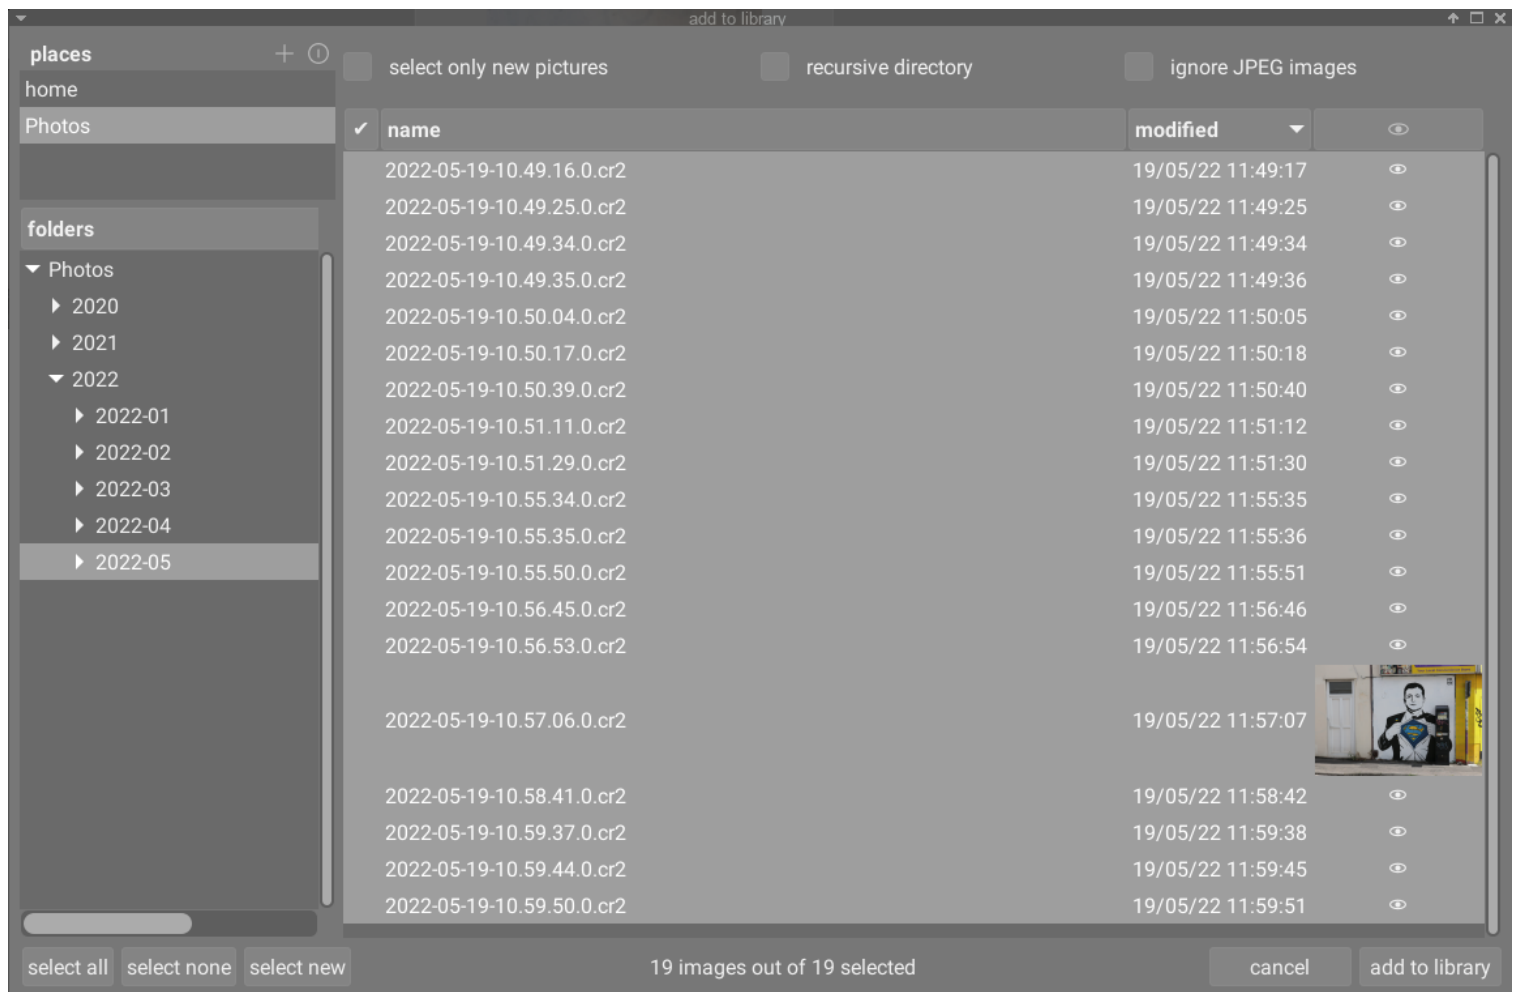 add to library
places
home
Photos
folders
Photos
2020
2021
2022
2022-01
2022-02
2022-03
2022-04
2022-05
select only new pictures recursive directory ignore JPEG images
name modified
2022-05-19-10.49.16.0.cr2 19/05/22 11:49:17
2022-05-19-10.49.25.0.cr2 19/05/22 11:49:25
2022-05-19-10.49.34.0.cr2 19/05/22 11:49:34
2022-05-19-10.49.35.0.cr2 19/05/22 11:49:36
2022-05-19-10.50.04.0.cr2 19/05/22 11:50:05
2022-05-19-10.50.17.0.cr2 19/05/22 11:50:18
2022-05-19-10.50.39.0.cr2 19/05/22 11:50:40
2022-05-19-10.51.11.0.cr2 19/05/22 11:51:12
2022-05-19-10.51.29.0.cr2 19/05/22 11:51:30
2022-05-19-10.55.34.0.cr2 19/05/22 11:55:35
2022-05-19-10.55.35.0.cr2 19/05/22 11:55:36
2022-05-19-10.55.50.0.cr2 19/05/22 11:55:51
2022-05-19-10.56.45.0.cr2 19/05/22 11:56:46
2022-05-19-10.56.53.0.cr2 19/05/22 11:56:54
2022-05-19-10.57.06.0.cr2 19/05/22 11:57:07
2022-05-19-10.58.41.0.cr2 19/05/22 11:58:42
2022-05-19-10.59.37.0.cr2 19/05/22 11:59:38
2022-05-19-10.59.44.0.cr2 19/05/22 11:59:45
2022-05-19-10.59.50.0.cr2 19/05/22 11:59:51
select all select none select new 19 images out of 19 selected cancel add to library